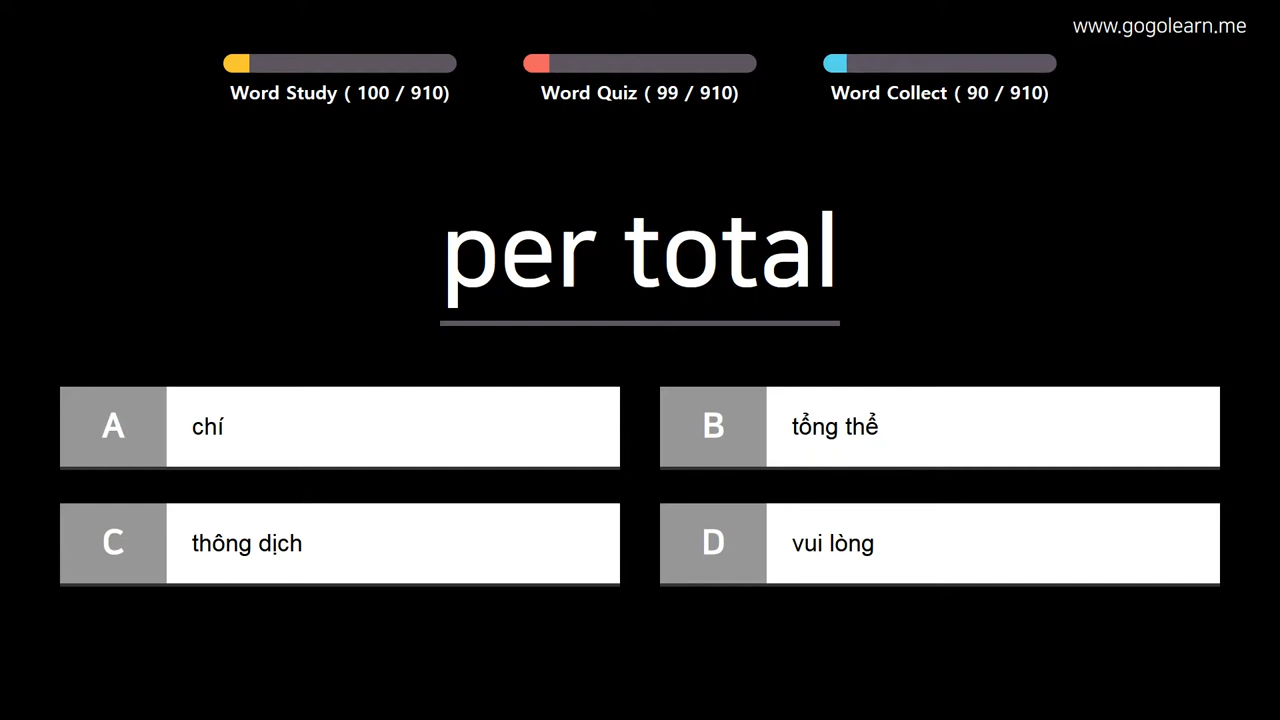 www.gogolearn.me
Word Study ( 100 / 910)
Word Quiz ( 99 / 910)
Word Collect ( 90 / 910)
per total
A
chí
B
tổng thể
C
thông dịch
D
vui lòng